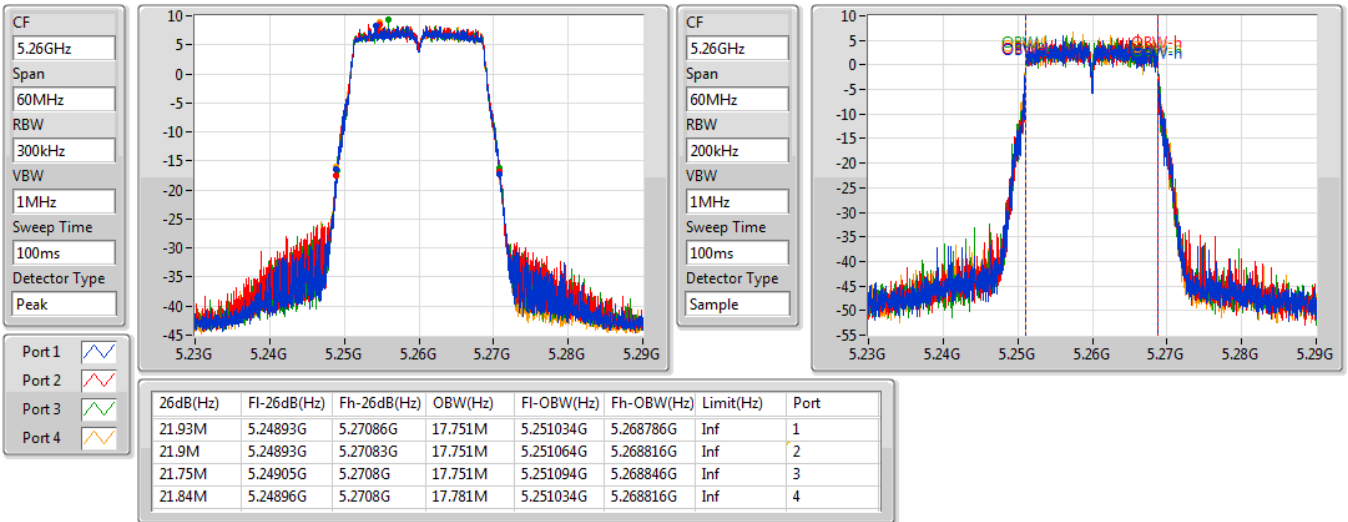 CF
5.26GHz
Span
60MHz
RBW
300kHz
VBW
1MHz
Sweep Time
100ms
Detector Type
Peak
10
5
0
-5
-10
-15
-20
-25
-30
-35
-40
-45
5.23G 5.24G 5.25G 5.26G 5.27G 5.28G 5.29G
CF
5.26GHz
Span
60MHz
RBW
200kHz
VBW
1MHz
Sweep Time
100ms
Detector Type
Sample
10
5
0
-5
-10
-15
-20
-25
-30
-35
-40
-45
-50
-55
OBW-h
5.23G 5.24G 5.25G 5.26G 5.27G 5.28G 5.29G
Port 1
Port 2
Port 3
Port 4
26dB(Hz) Fl-26dB(Hz) Fh-26dB(Hz) OBW(Hz) Fl-OBW(Hz) Fh-OBW(Hz) Limit(Hz) Port
21.93M 5.24893G 5.27086G 17.751M 5.251034G 5.268786G Inf 1
21.9M 5.24893G 5.27083G 17.751M 5.251064G 5.268816G Inf 2
21.75M 5.24905G 5.2708G 17.751M 5.251094G 5.268846G Inf 3
21.84M 5.24896G 5.2708G 17.781M 5.251034G 5.268816G Inf 4